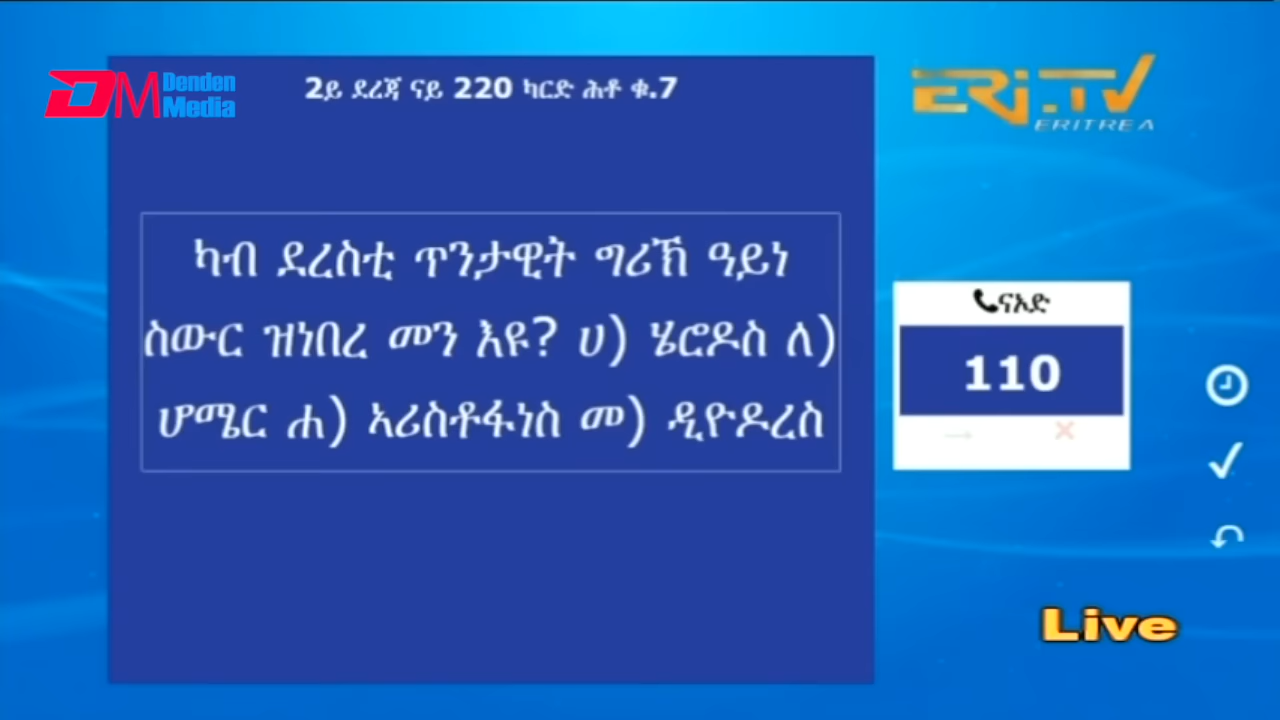 DM Denden Media
2ይ ደረጃ ናይ 220 ካርድ ሕቶ ቁ.7
ERi.TV
ERITREA
ካብ ደረስቲ ጥንታዊት ግሪኽ ዓይነ
ስውር ዝነበረ መን እዩ? ሀ) ሄሮዶስ ለ)
ሆሜር ሐ) ኣሪስቶፋነስ መ) ዲዮዶረስ
ናኦድ
110
Live